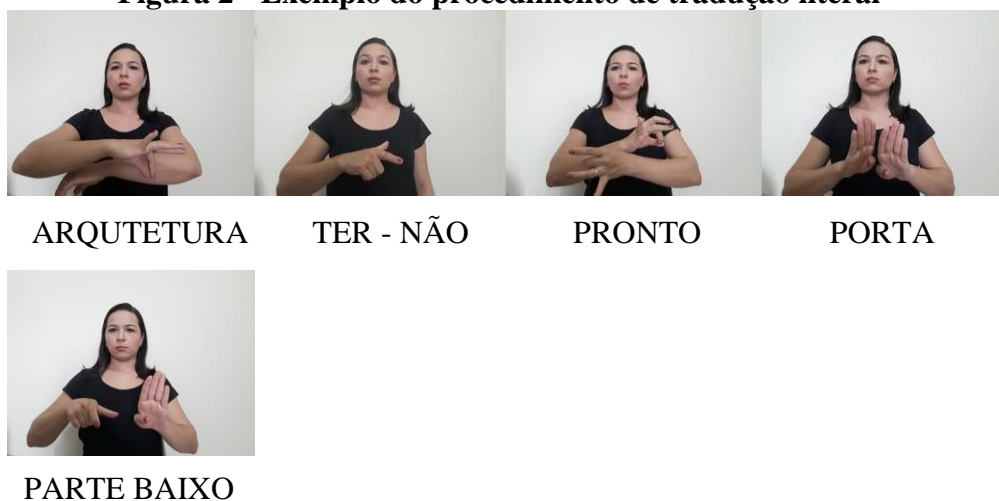 Figura 2 - Exemplo do procedimento de tradução literal
ARQUTETURA TER - NÃO PRONTO PORTA
PARTE BAIXO